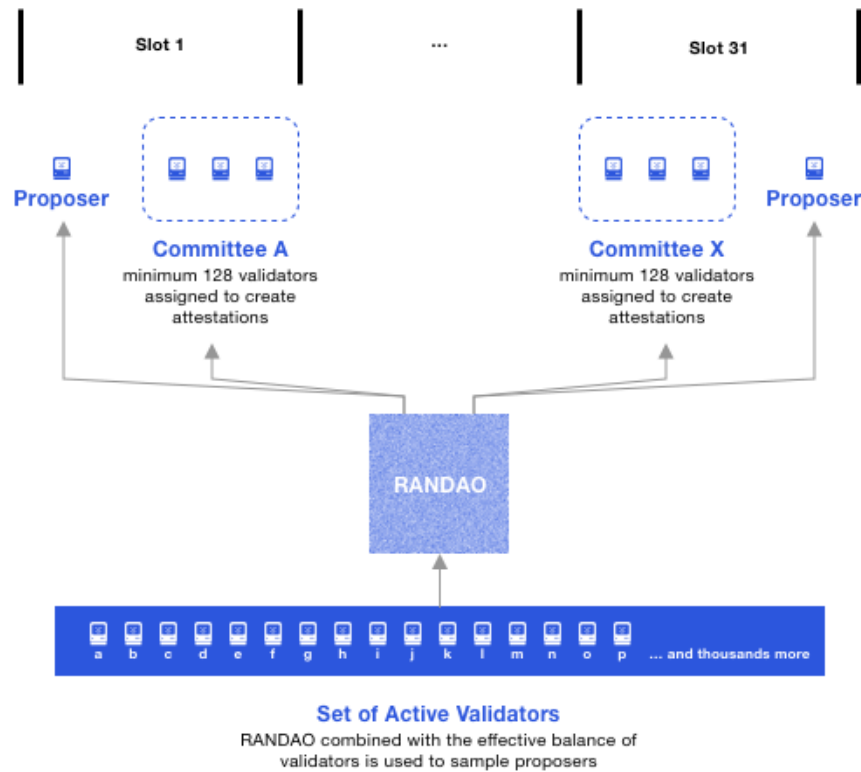 Slot 1
...
Slot 31
Proposer
Proposer
Committee A
minimum 128 validators
assigned to create
attestations
Committee X
minimum 128 validators
assigned to create
attestations
RANDAO
a b c d e f g h i j k l m n o p ... and thousands more
Set of Active Validators
RANDAO combined with the effective balance of
validators is used to sample proposers